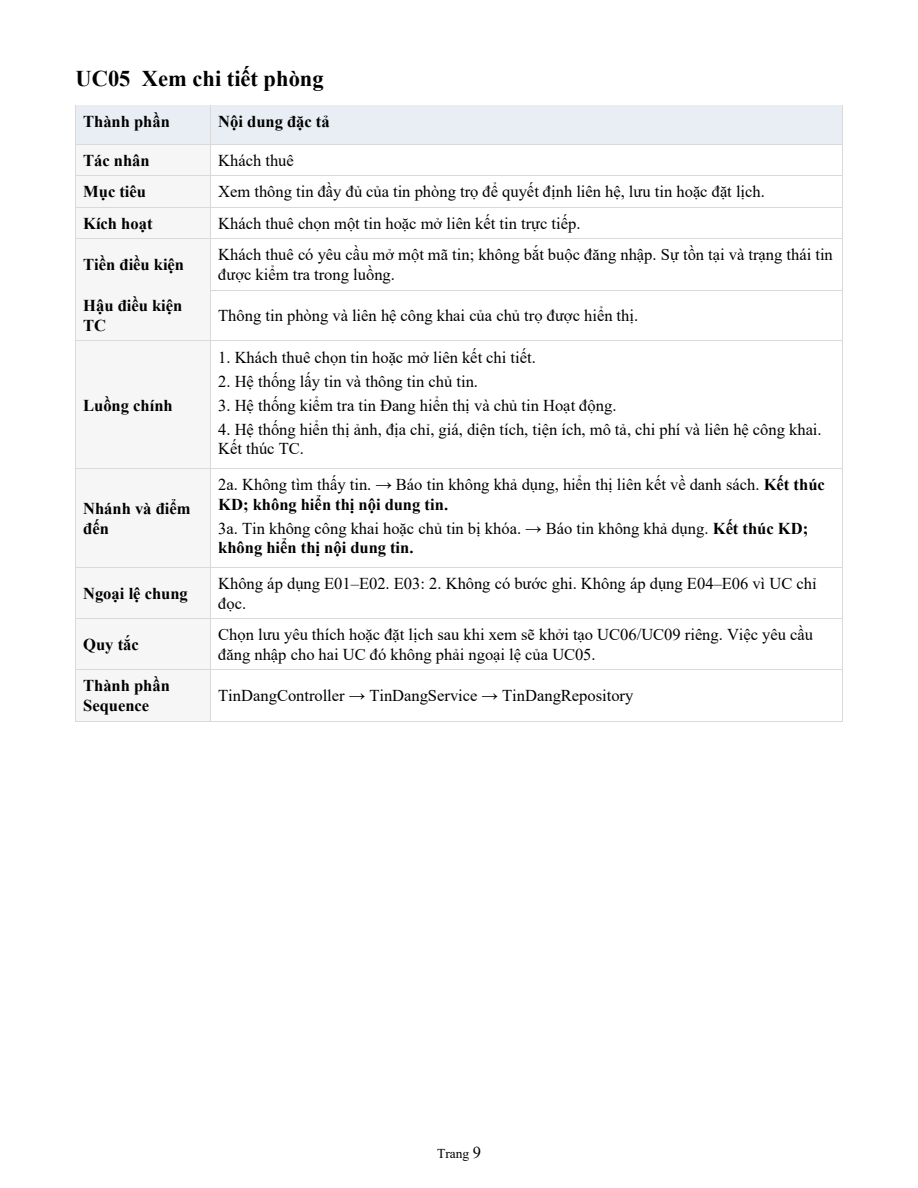 UC05  Xem chi tiết phòng
Thành phần
Nội dung đặc tả
Tác nhân
Khách thuê
Mục tiêu
Xem thông tin đầy đủ của tin phòng trọ để quyết định liên hệ, lưu tin hoặc đặt lịch.
Kích hoạt
Khách thuê chọn một tin hoặc mở liên kết tin trực tiếp.
Tiền điều kiện
Khách thuê có yêu cầu mở một mã tin; không bắt buộc đăng nhập. Sự tồn tại và trạng thái tin
được kiểm tra trong luồng.
Hậu điều kiện
TC
Thông tin phòng và liên hệ công khai của chủ trọ được hiển thị.
Luồng chính
1. Khách thuê chọn tin hoặc mở liên kết chi tiết.
2. Hệ thống lấy tin và thông tin chủ tin.
3. Hệ thống kiểm tra tin Đang hiển thị và chủ tin Hoạt động.
4. Hệ thống hiển thị ảnh, địa chỉ, giá, diện tích, tiện ích, mô tả, chi phí và liên hệ công khai.
Kết thúc TC.
Nhánh và điểm
đến
2a. Không tìm thấy tin. → Báo tin không khả dụng, hiển thị liên kết về danh sách. Kết thúc
KD; không hiển thị nội dung tin.
3a. Tin không công khai hoặc chủ tin bị khóa. → Báo tin không khả dụng. Kết thúc KD;
không hiển thị nội dung tin.
Ngoại lệ chung
Không áp dụng E01–E02. E03: 2. Không có bước ghi. Không áp dụng E04–E06 vì UC chỉ
đọc.
Quy tắc
Chọn lưu yêu thích hoặc đặt lịch sau khi xem sẽ khởi tạo UC06/UC09 riêng. Việc yêu cầu
đăng nhập cho hai UC đó không phải ngoại lệ của UC05.
Thành phần
Sequence
TinDangController → TinDangService → TinDangRepository
Trang 9